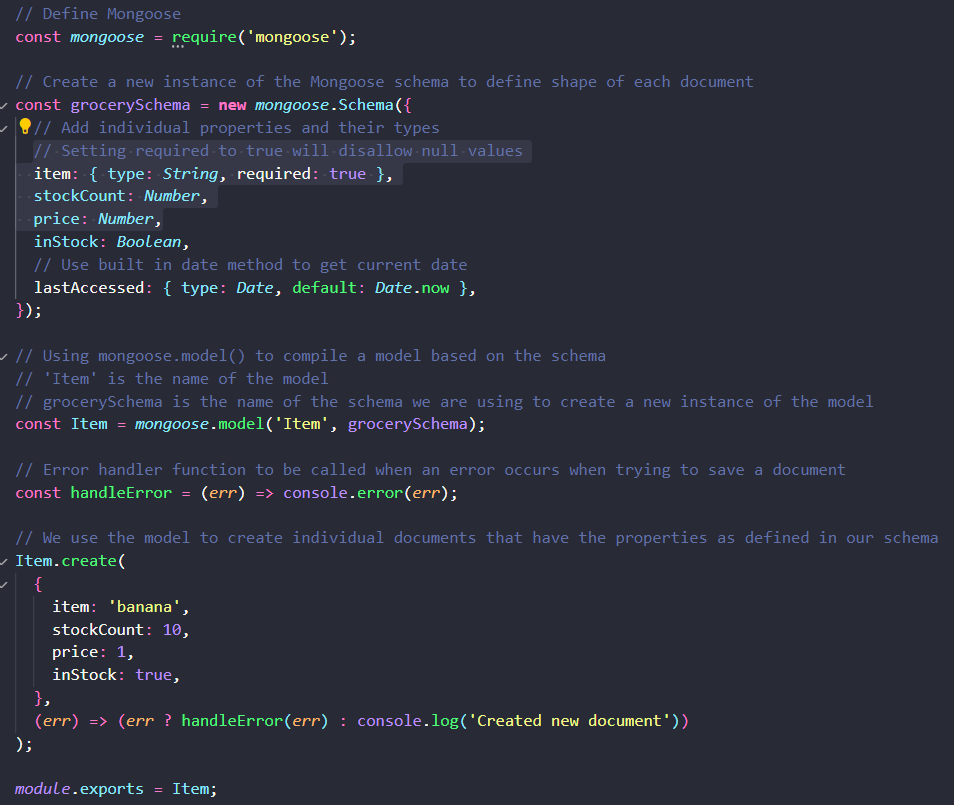 // Define Mongoose
const mongoose = require('mongoose');
// Create a new instance of the Mongoose schema to define shape of each document
const grocerySchema = new mongoose.Schema({
// Add individual properties and their types
// Setting required to true will disallow null values
item: { type: String, required: true },
stockCount: Number,
price: Number,
inStock: Boolean,
// Use built in date method to get current date
lastAccessed: { type: Date, default: Date.now },
});
// Using mongoose.model() to compile a model based on the schema
// 'Item' is the name of the model
// grocerySchema is the name of the schema we are using to create a new instance of the model
const Item = mongoose.model('Item', grocerySchema);
// Error handler function to be called when an error occurs when trying to save a document
const handleError = (err) => console.error(err);
// We use the model to create individual documents that have the properties as defined in our schema
Item.create(
{
item: 'banana',
stockCount: 10,
price: 1,
inStock: true,
},
(err) => (err ? handleError(err) : console.log('Created new document'))
);
module.exports = Item;